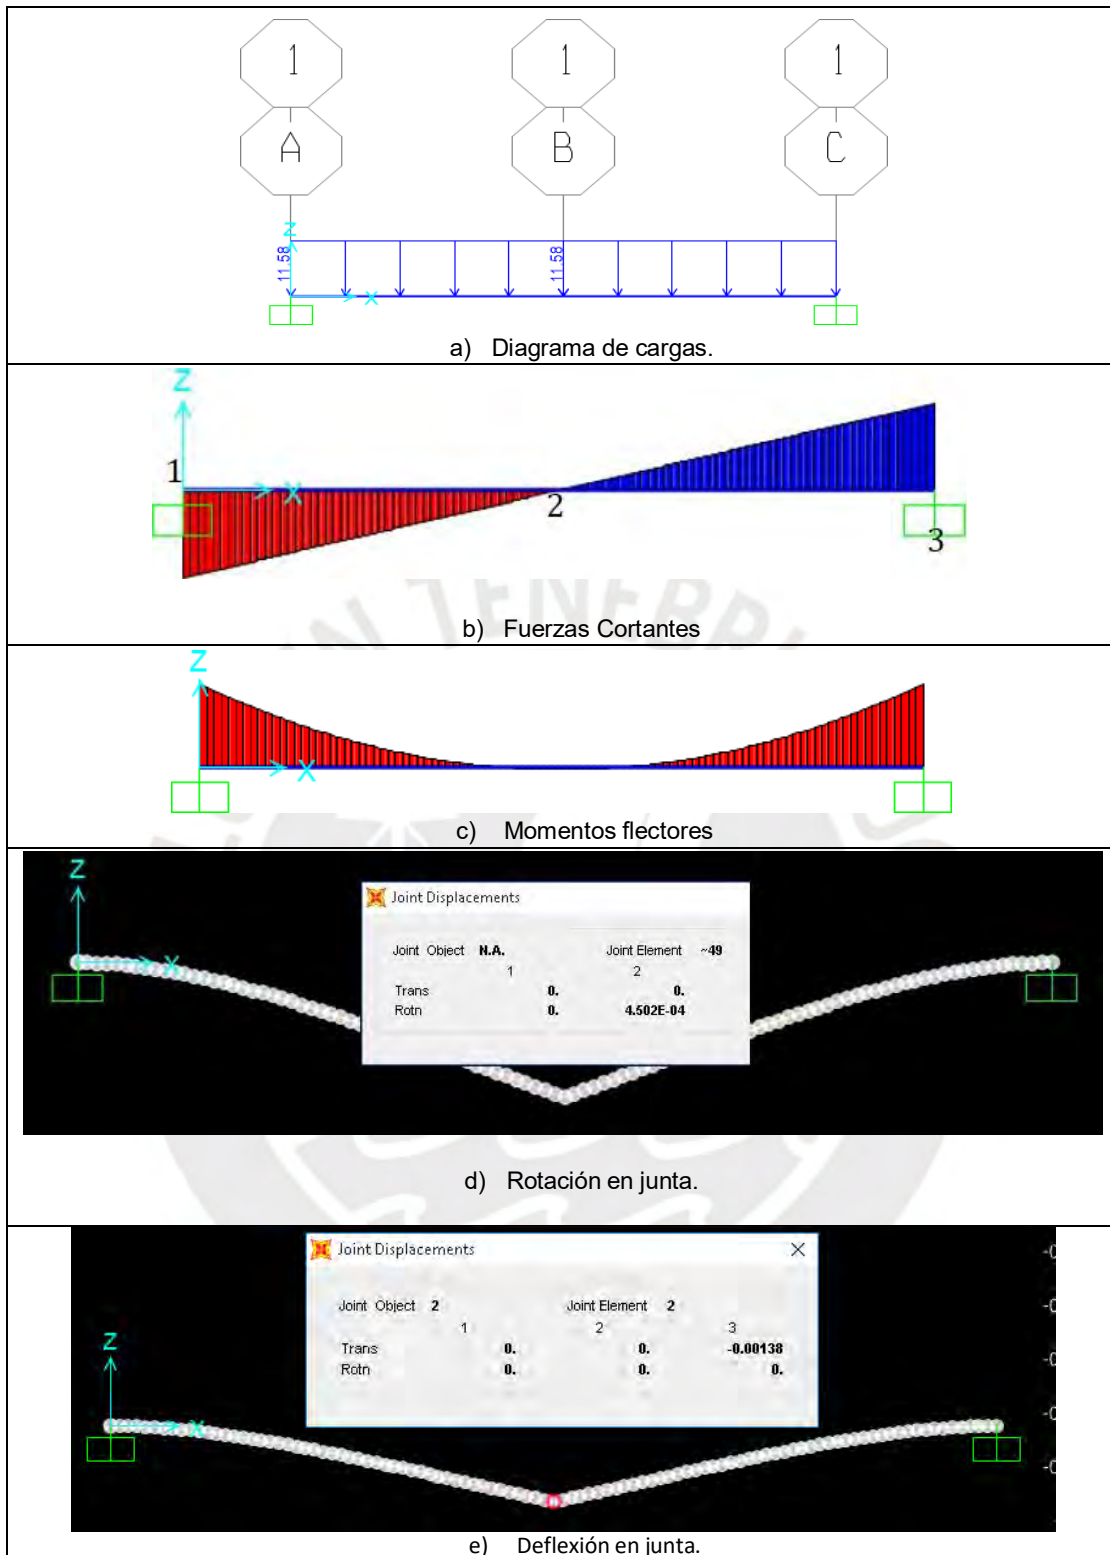 1 1 1
A B C
Z
11.58 11.58
X
a) Diagrama de cargas.
Z
1
X
2
3
EN TENEBRIS
b) Fuerzas Cortantes
Z
X
c) Momentos flectores
Z
Joint Displacements
Joint Object N.A. Joint Element ~49
1 2
Trans 0. 0.
Rotn 0. 4.502E-04
X
d) Rotación en junta.
Joint Displacements
Joint Object 2 Joint Element 2
1 2 3
Trans 0. 0. -0.00138
Rotn 0. 0. 0.
Z
X
e) Deflexión en junta.